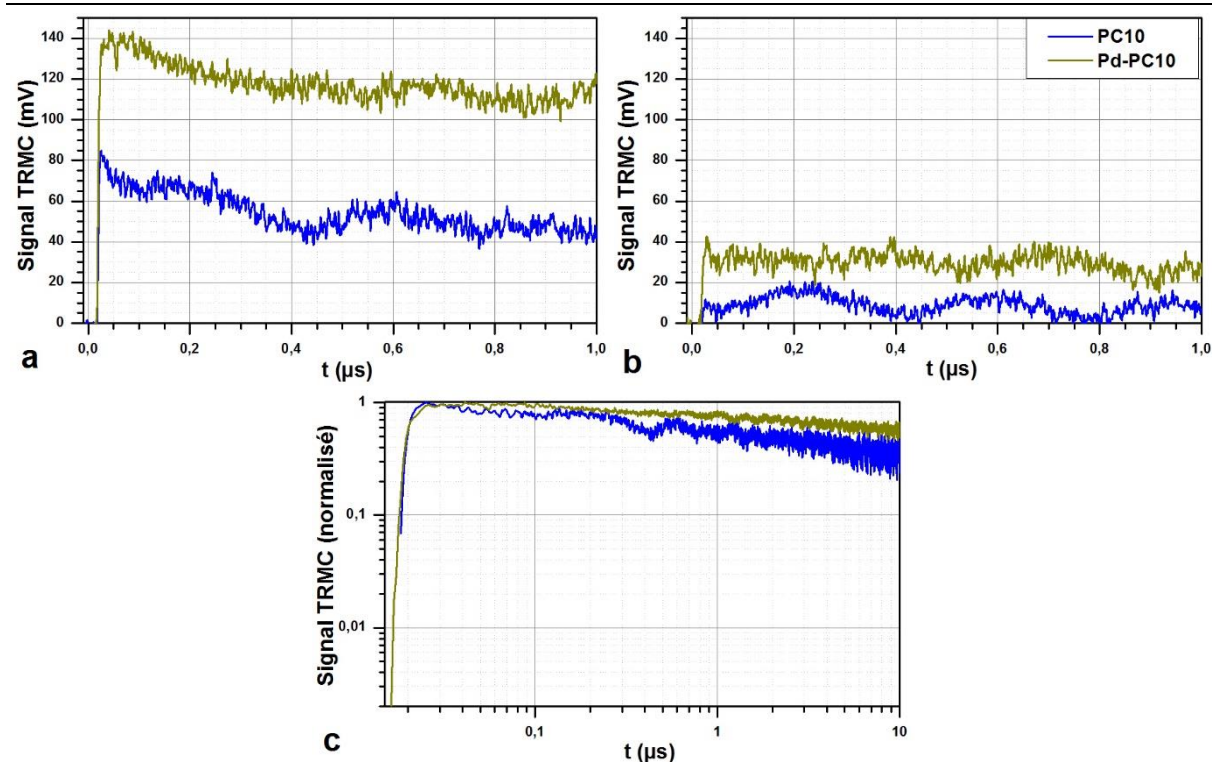 140
120
100
80
60
40
20
0
Signal TRMC (mV)
0,0 0,2 0,4 0,6 0,8 1,0
t (µs)
a
140
120
100
80
60
40
20
0
Signal TRMC (mV)
PC10
Pd-PC10
0,0 0,2 0,4 0,6 0,8 1,0
t (µs)
b
1
0,1
0,01
Signal TRMC (normalisé)
0,1 1 10
t (µs)
c